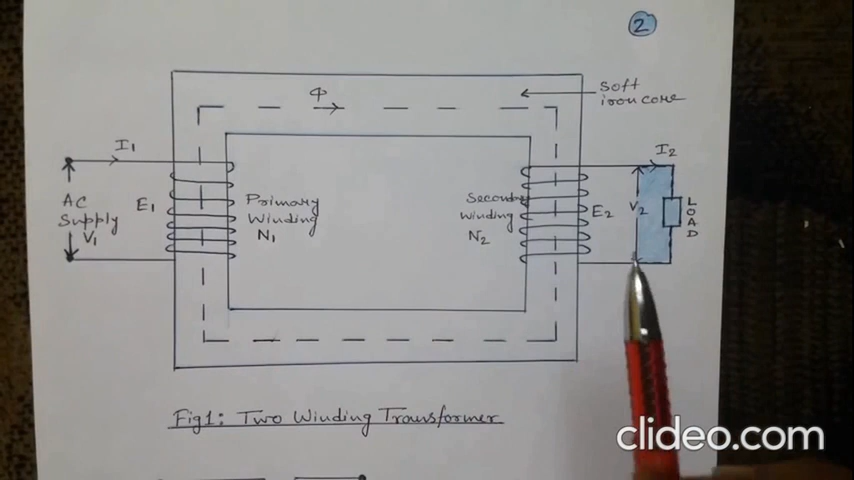 2
Φ
Soft
iron core
I1
I2
AC
Supply
V1
E1
Primary
Winding
N1
Secondary
Winding
N2
E2
V2
LOAD
Fig1: Two Winding Transformer
clideo.com